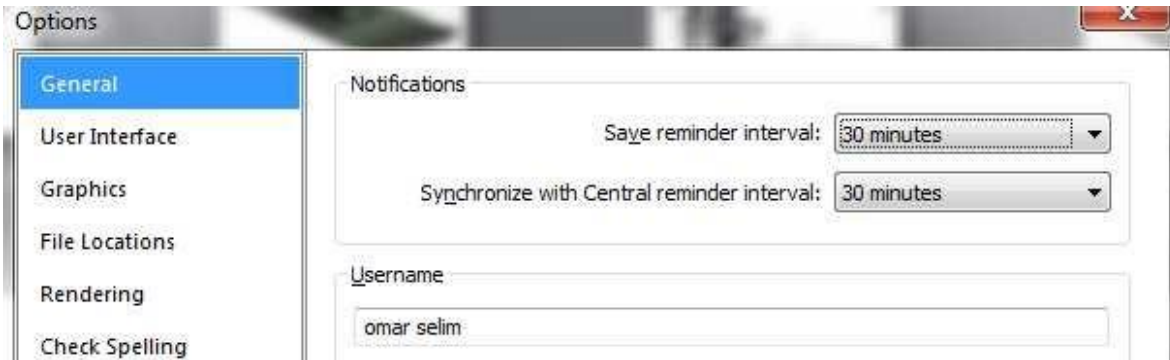 Options
General
User Interface
Graphics
File Locations
Rendering
Check Spelling
Notifications
Save reminder interval: 30 minutes
Synchronize with Central reminder interval: 30 minutes
Username
omar selim